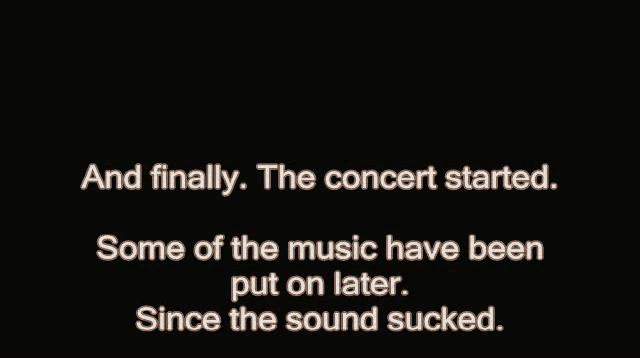 And finally. The concert started.
Some of the music have been
put on later.
Since the sound sucked.